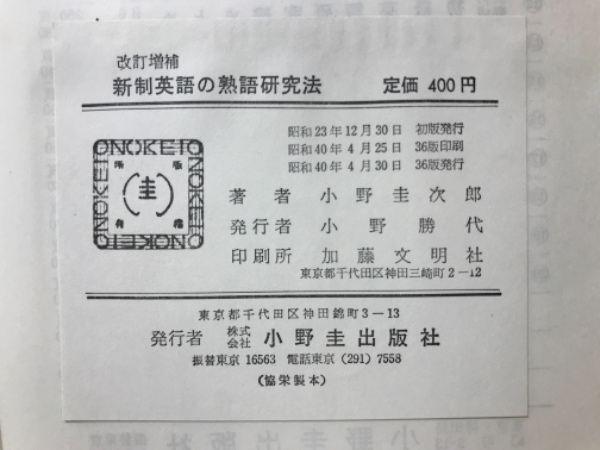 改訂増補
新制英語の熟語研究法　定価 400円
昭和23年12月30日　初版発行
昭和40年 4月25日　36版印刷
昭和40年 4月30日　36版発行
ONOKEI
圭
著者　小野圭次郎
発行者　小野勝代
印刷所　加藤文明社
東京都千代田区神田三崎町2-12
東京都千代田区神田錦町3-13
発行者　株式会社　小野圭出版社
振替東京 16563　電話東京 (291) 7558
(協栄製本)